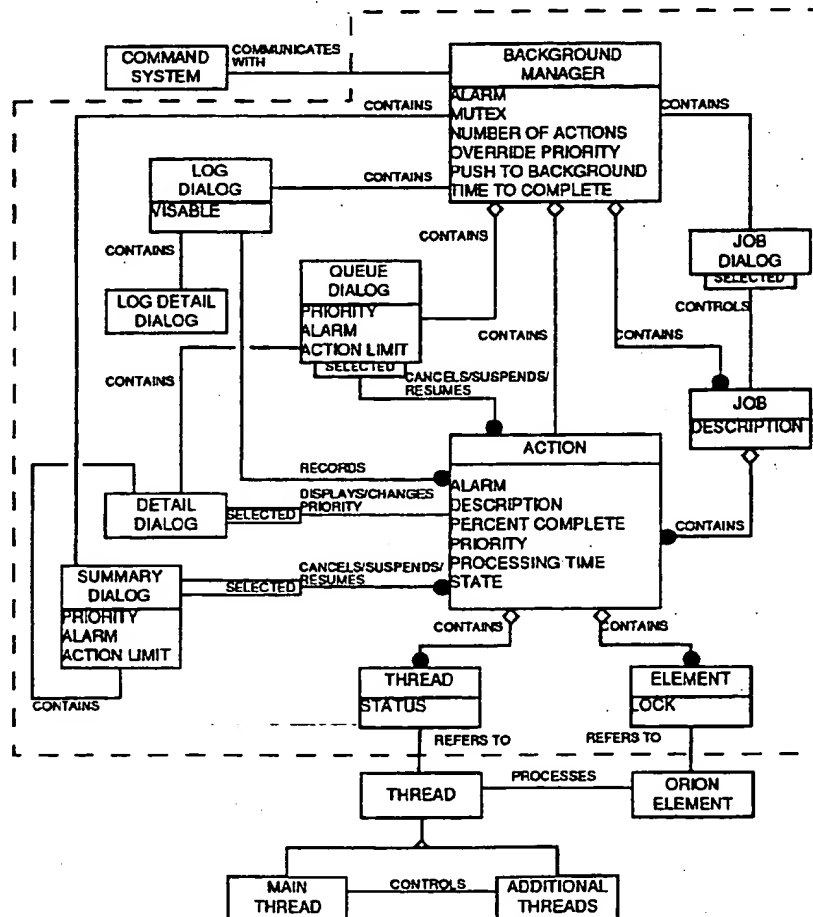 COMMAND
SYSTEM
COMMUNICATES
WITH
BACKGROUND
MANAGER
ALARM
MUTEX
NUMBER OF ACTIONS
OVERRIDE PRIORITY
PUSH TO BACKGROUND
TIME TO COMPLETE
CONTAINS
CONTAINS
LOG
DIALOG
VISABLE
CONTAINS
CONTAINS
LOG DETAIL
DIALOG
QUEUE
DIALOG
PRIORITY
ALARM
ACTION LIMIT
SELECTED
CONTAINS
JOB
DIALOG
SELECTED
CONTROLS
CONTAINS
CONTAINS
CONTAINS
CANCELS/SUSPENDS/
RESUMES
JOB
DESCRIPTION
ACTION
ALARM
DESCRIPTION
PERCENT COMPLETE
PRIORITY
PROCESSING TIME
STATE
RECORDS
DETAIL
DIALOG
SELECTED
DISPLAYS/CHANGES
PRIORITY
CONTAINS
SUMMARY
DIALOG
PRIORITY
ALARM
ACTION LIMIT
SELECTED
CANCELS/SUSPENDS/
RESUMES
CONTAINS
CONTAINS
CONTAINS
THREAD
STATUS
ELEMENT
LOCK
REFERS TO
REFERS TO
THREAD
PROCESSES
ORION
ELEMENT
MAIN
THREAD
CONTROLS
ADDITIONAL
THREADS